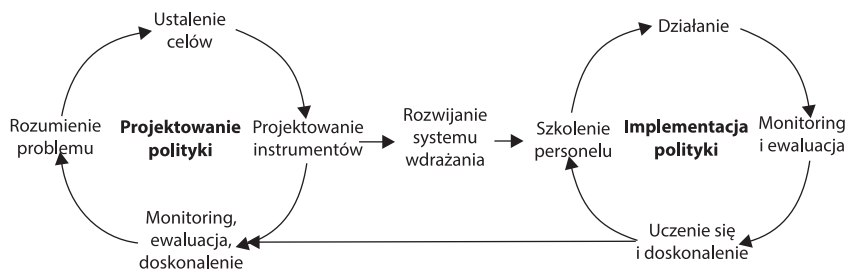 Ustalenie
celów
Rozumienie
problemu
Projektowanie
polityki
Projektowanie
instrumentów
Monitoring,
ewaluacja,
doskonalenie
Rozwijanie
systemu
wdrażania
Działanie
Szkolenie
personelu
Implementacja
polityki
Monitoring
i ewaluacja
Uczenie się
i doskonalenie